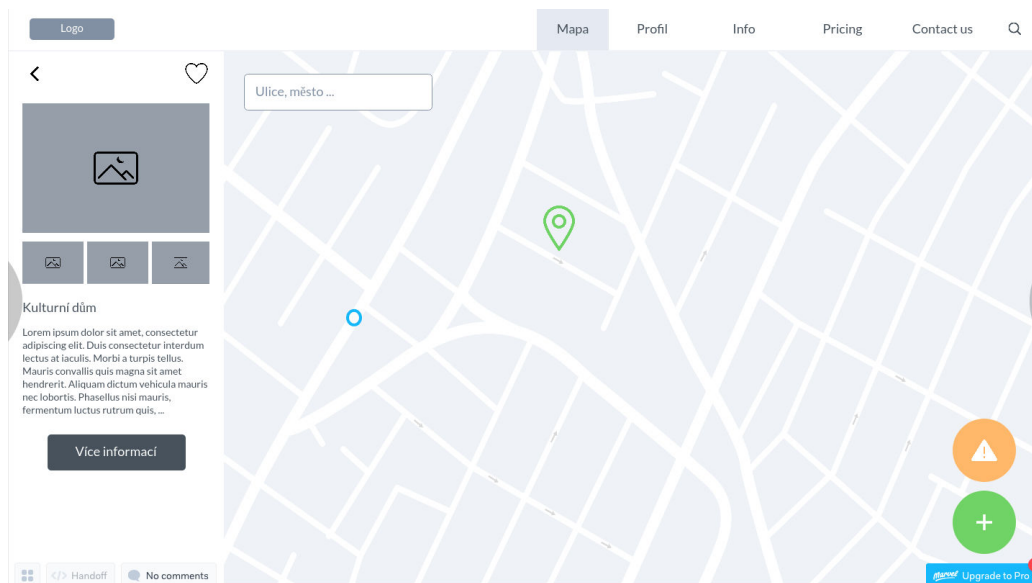 Logo
Mapa
Profil
Info
Pricing
Contact us
Ulice, město ...
Kulturní dům
Lorem ipsum dolor sit amet, consectetur
adipiscing elit. Duis consectetur interdum
lectus at iaculis. Morbi a turpis tellus.
Mauris convallis quis magna sit amet
hendrerit. Aliquam dictum vehicula mauris
nec lobortis. Phasellus nisi mauris,
fermentum luctus rutrum quis, ...
Více informací
</> Handoff
No comments
marvel Upgrade to Pro